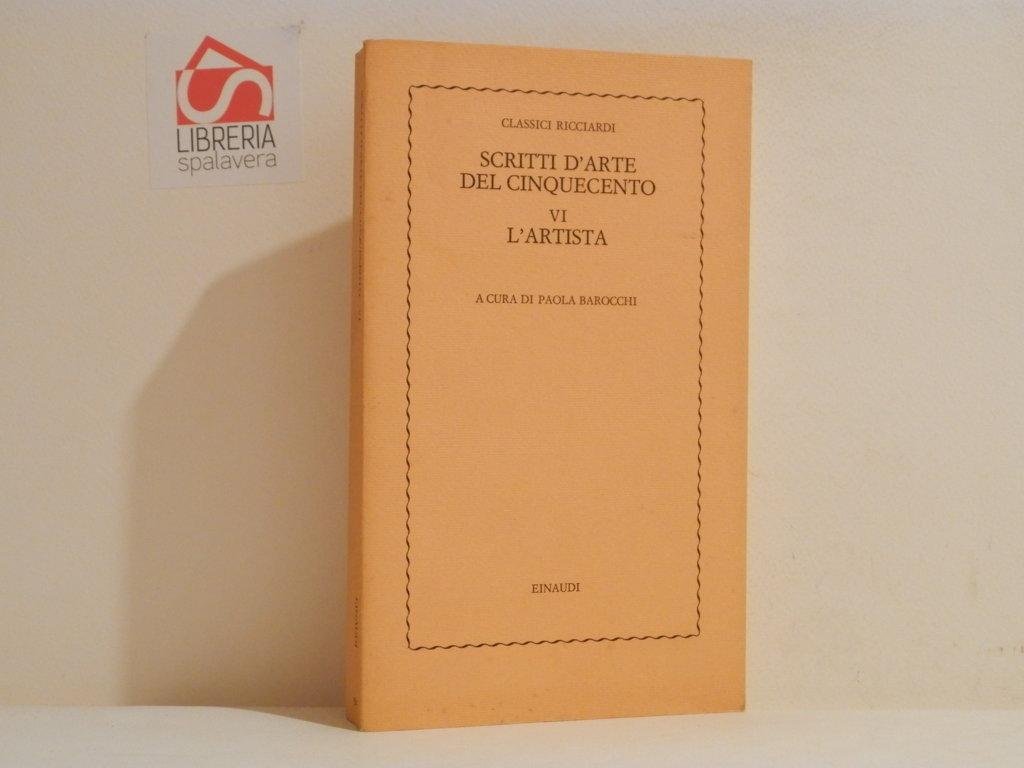 LIBRERIA
spalavera
CLASSICI RICCIARDI
SCRITTI D'ARTE
DEL CINQUECENTO
VI
L'ARTISTA
A CURA DI PAOLA BAROCCHI
EINAUDI